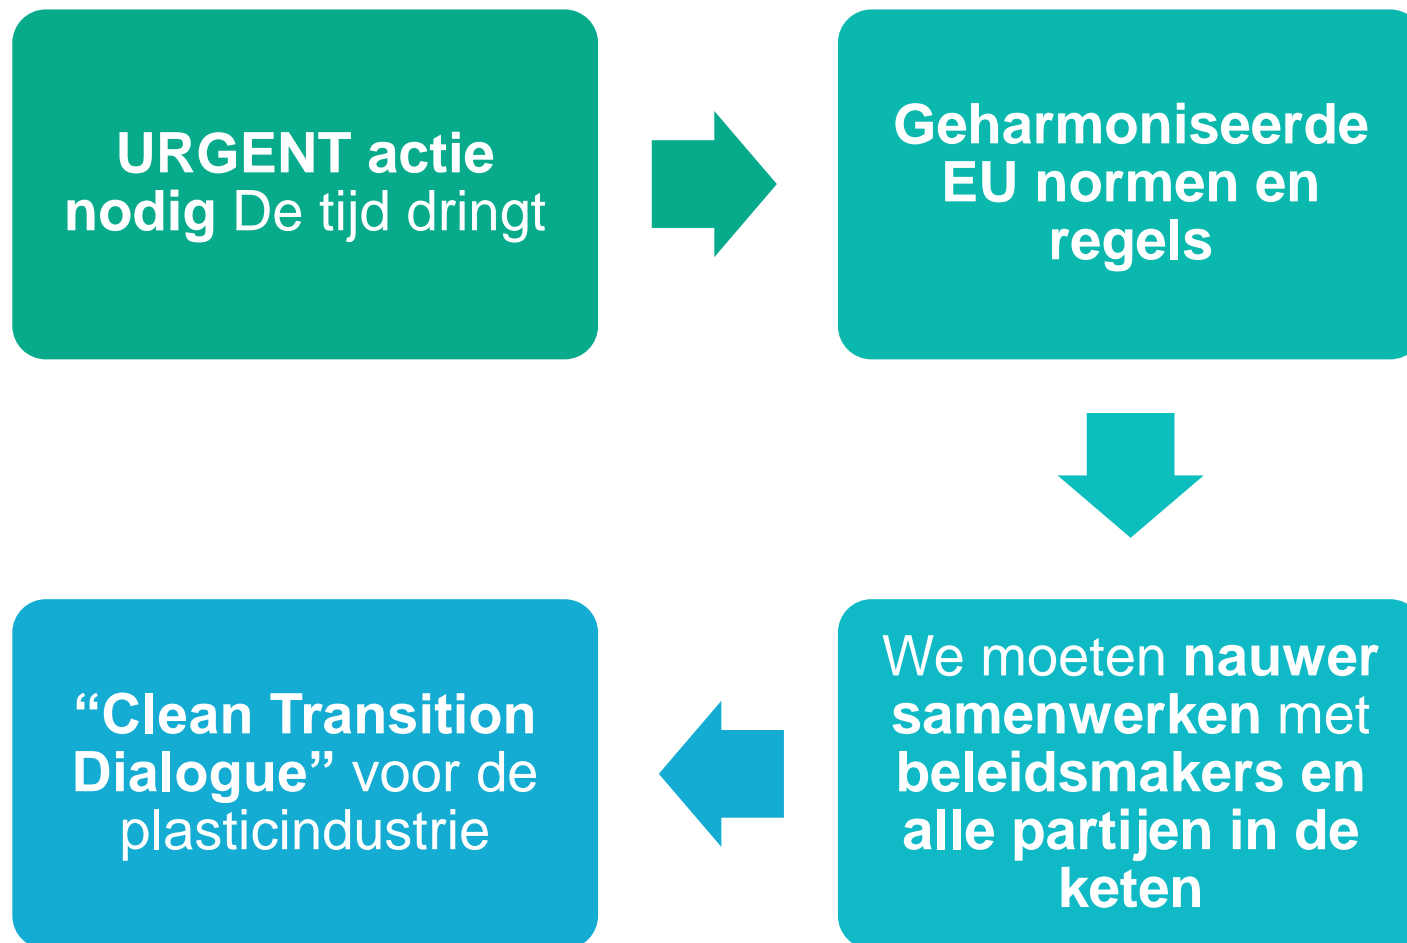 URGENT actie
nodig De tijd dringt
Geharmoniseerde
EU normen en
regels
We moeten nauwer
samenwerken met
beleidsmakers en
alle partijen in de
keten
“Clean Transition
Dialogue” voor de
plasticindustrie